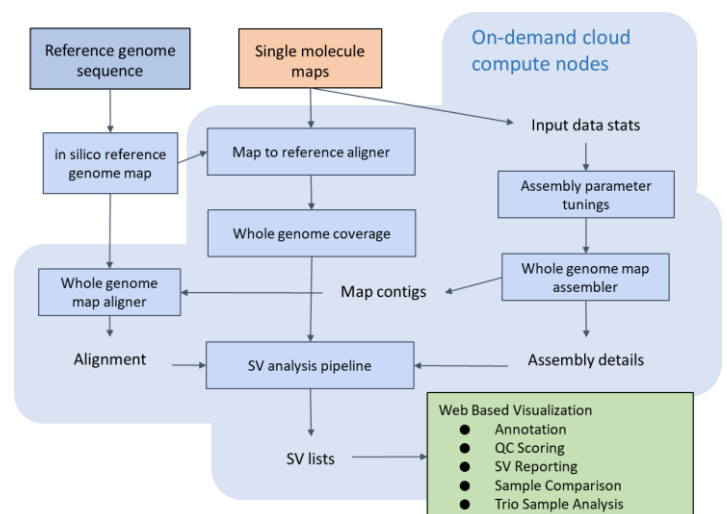 Reference genome
sequence
Single molecule
maps
On-demand cloud
compute nodes
Input data stats
in silico reference
genome map
Map to reference aligner
Assembly parameter
tunings
Whole genome coverage
Whole genome
map aligner
Map contigs
Whole genome map
assembler
Alignment
SV analysis pipeline
Assembly details
SV lists
Web Based Visualization
● Annotation
● QC Scoring
● SV Reporting
● Sample Comparison
● Trio Sample Analysis